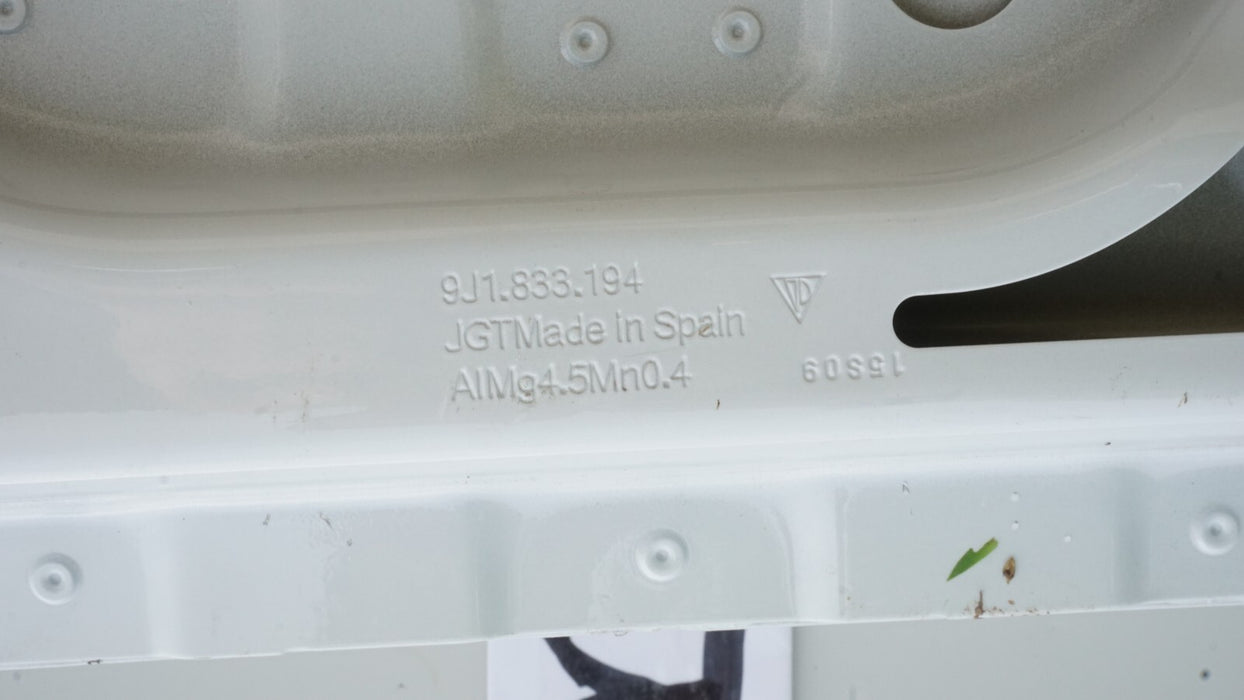 9J1.833.194
JGTMade in Spain
AlMg4.5Mn0.4
15S09